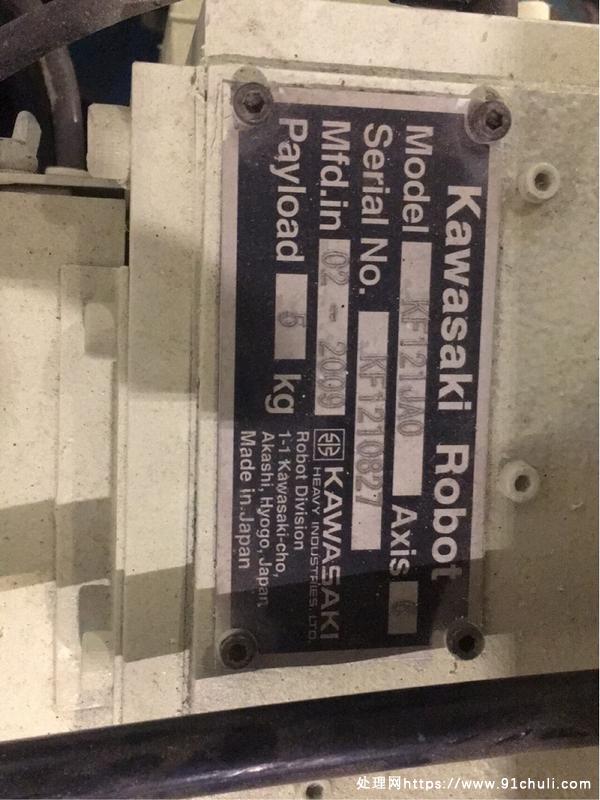 Kawasaki Robot
Model KF121JA0 Axis 6
Serial No. KF1210827
Mfd.in 02-2009
Payload 5 kg
KAWASAKI
HEAVY INDUSTRIES, LTD.
Robot Division
1-1 Kawasaki-cho,
Akashi, Hyogo, Japan
Made in Japan
处理网https://www.91chuli.com